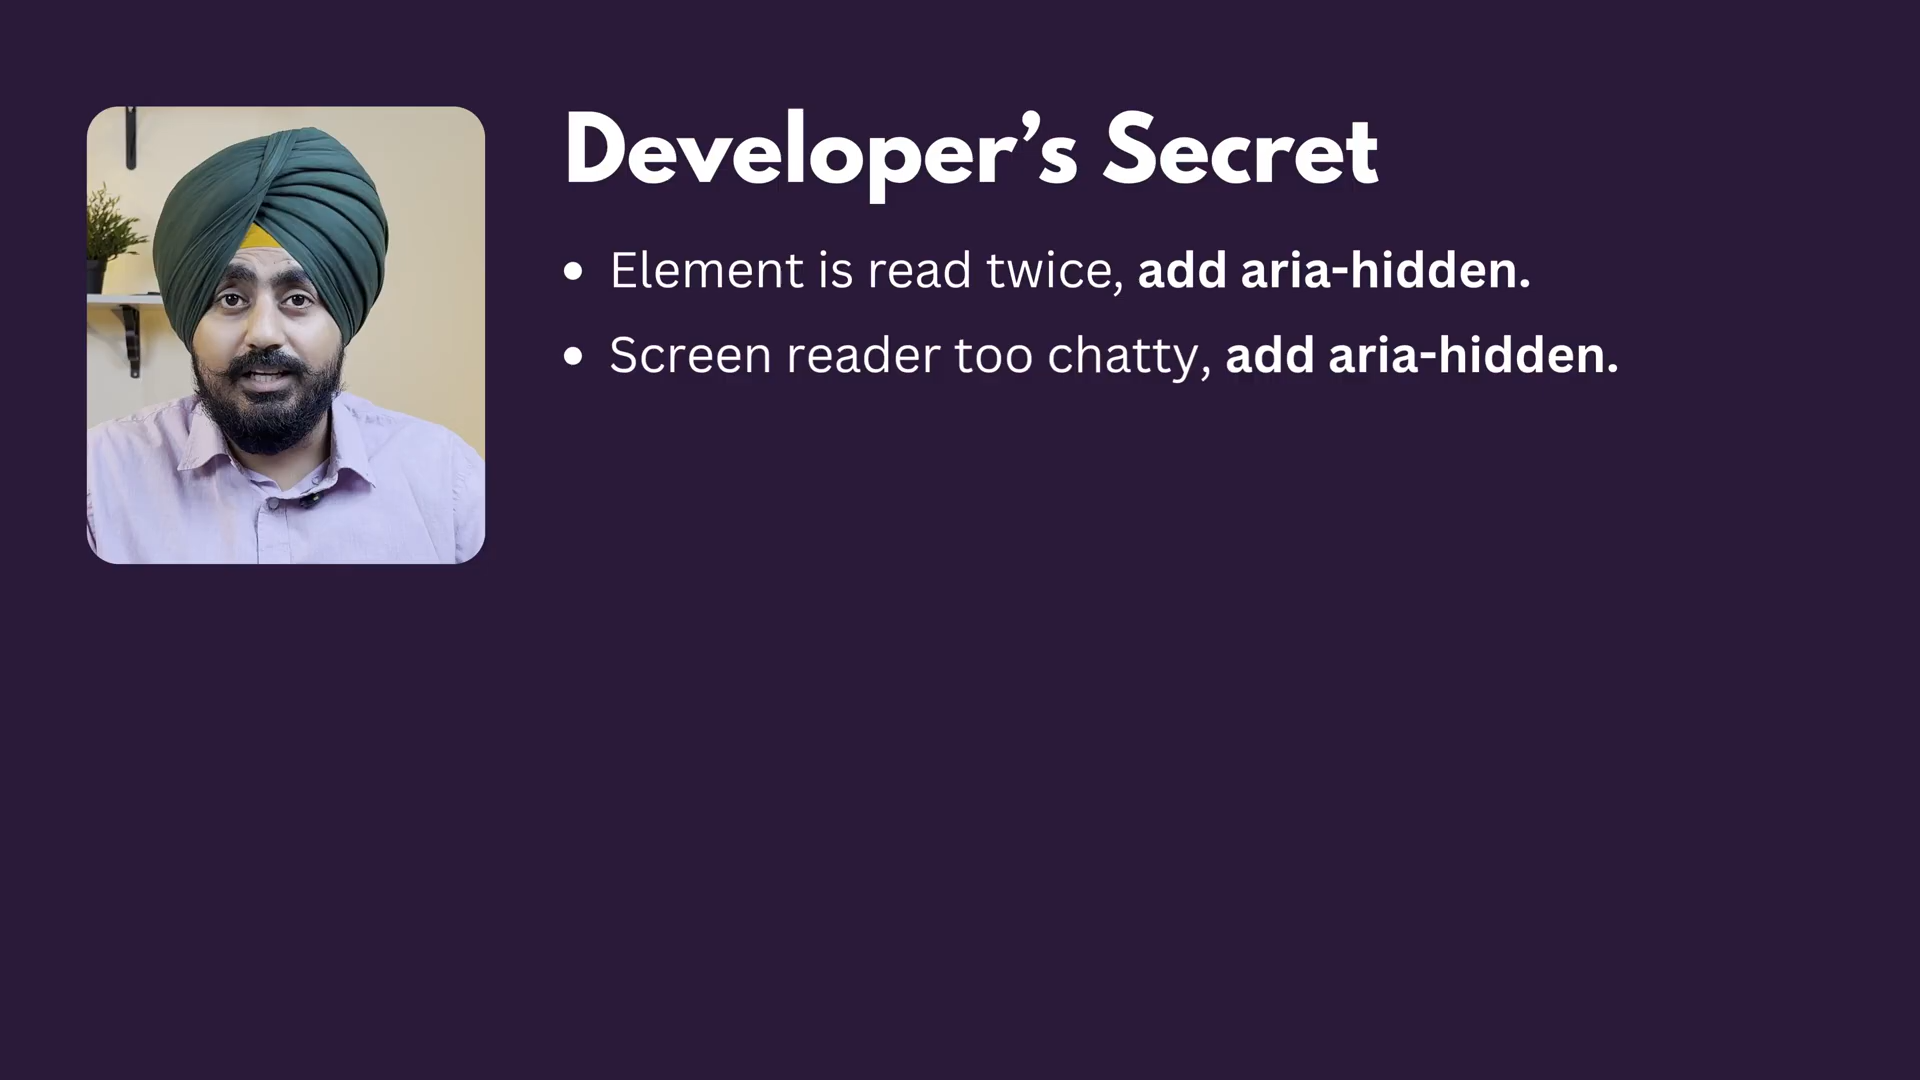 Developer’s Secret
• Element is read twice, add aria-hidden.
• Screen reader too chatty, add aria-hidden.